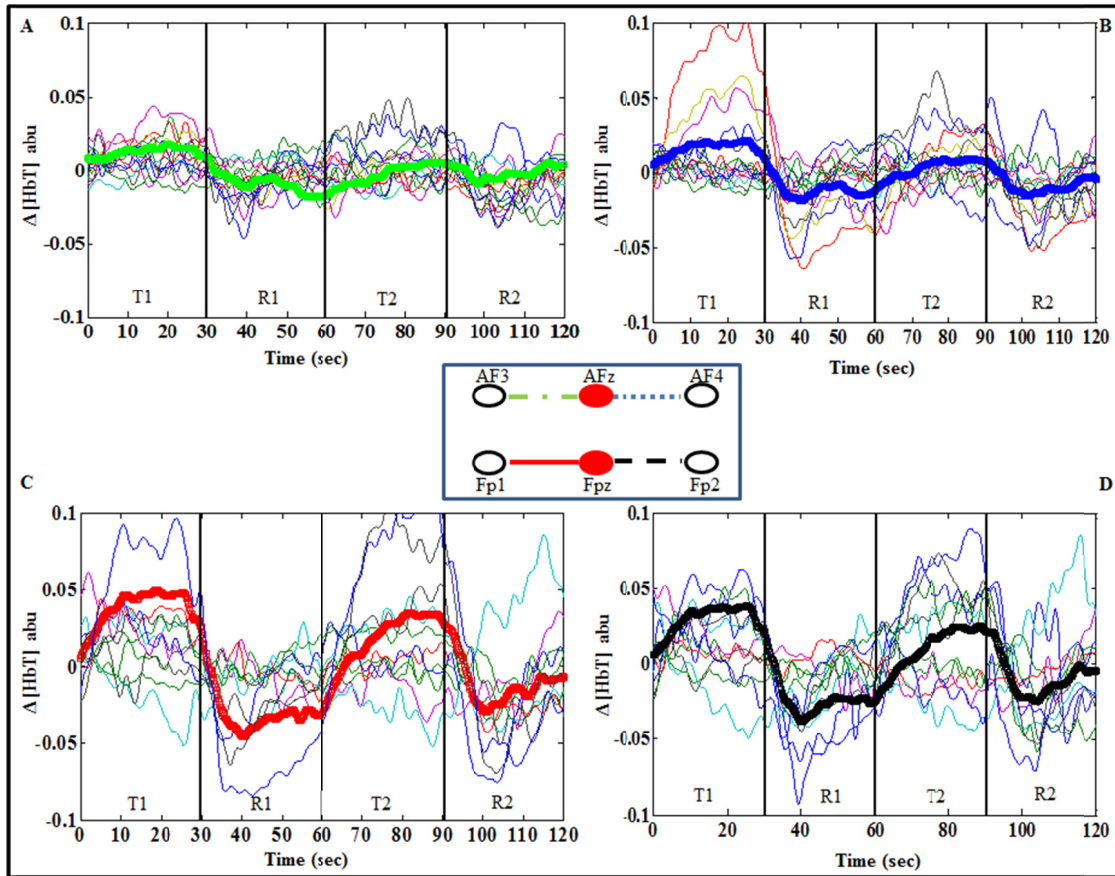 A
0.1
0.05
0
-0.05
-0.1
Δ [HbT] abu
T1 R1 T2 R2
0 10 20 30 40 50 60 70 80 90 100 110 120
Time (sec)
B
0.1
0.05
0
-0.05
-0.1
Δ [HbT] abu
T1 R1 T2 R2
0 20 40 60 80 100 120
30 90
Time (sec)
AF3 AFz AF4
Fp1 Fpz Fp2
C
0.1
0.05
0
-0.05
-0.1
Δ [HbT] abu
T1 R1 T2 R2
0 10 20 30 40 50 60 70 80 90 100 110 120
Time (sec)
D
0.1
0.05
0
-0.05
-0.1
Δ [HbT] abu
T1 R1 T2 R2
0 20 30 40 60 80 90 100 120
Time (sec)